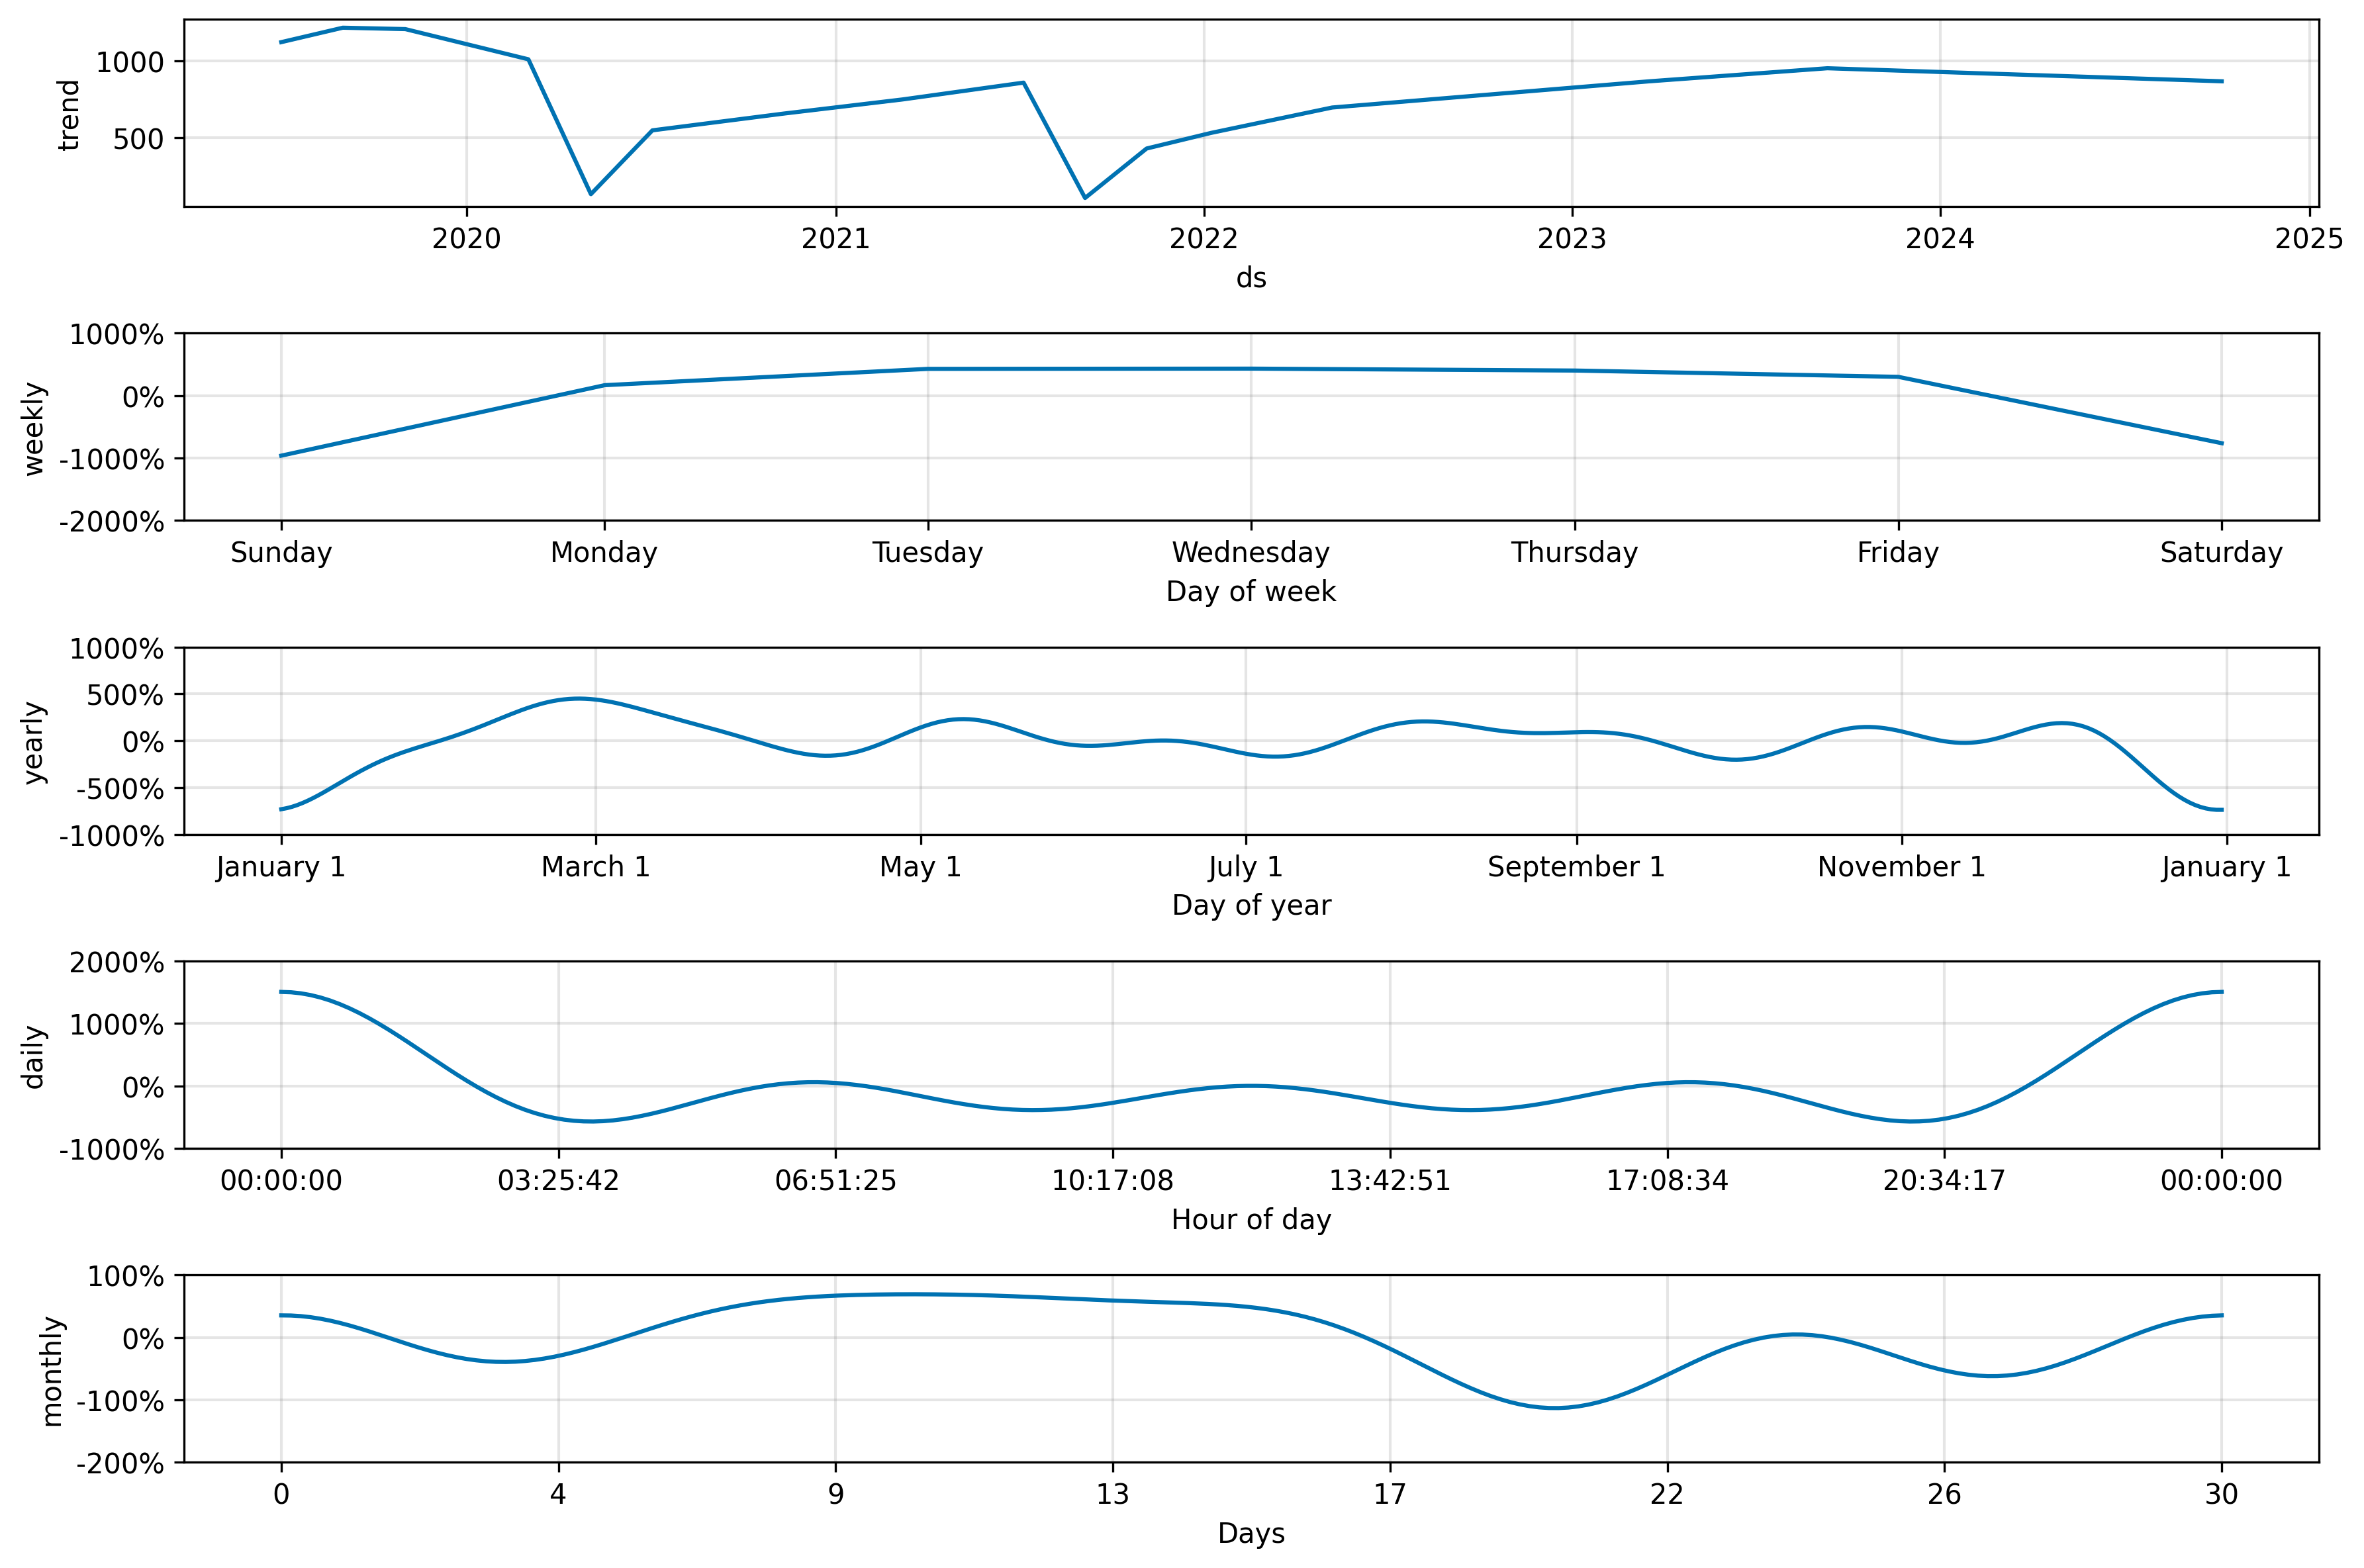 trend
1000
500
2020 2021 2022 2023 2024 2025
ds
weekly
1000%
0%
-1000%
-2000%
Sunday Monday Tuesday Wednesday Thursday Friday Saturday
Day of week
yearly
1000%
500%
0%
-500%
-1000%
January 1 March 1 May 1 July 1 September 1 November 1 January 1
Day of year
daily
2000%
1000%
0%
-1000%
00:00:00 03:25:42 06:51:25 10:17:08 13:42:51 17:08:34 20:34:17 00:00:00
Hour of day
monthly
100%
0%
-100%
-200%
0 4 9 13 17 22 26 30
Days